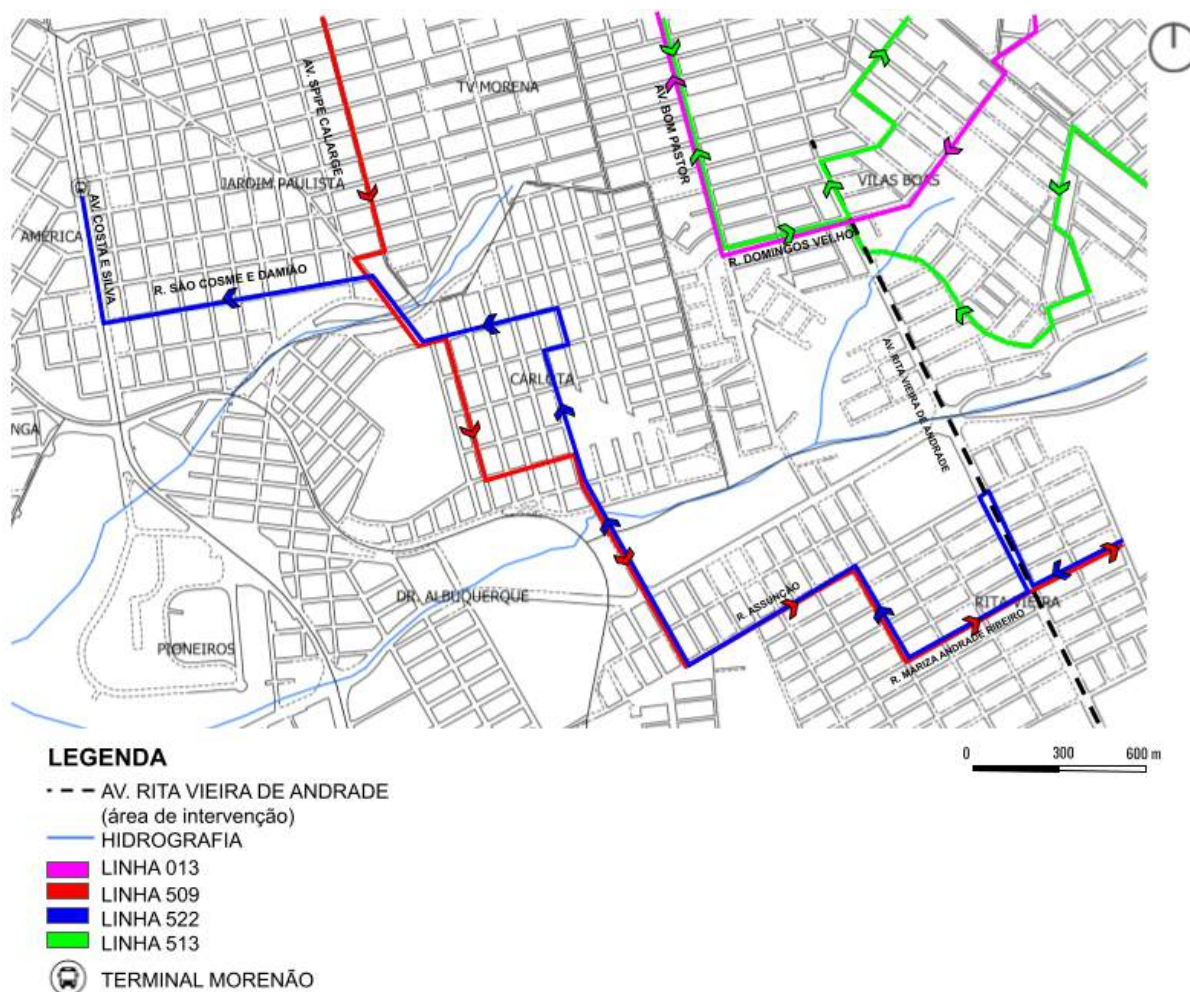 AV. SPIPE CALARGE
TV MORENA
AV. BOM PASTOR
JARDIM PAULISTA
VILAS BOAS
AMÉRICA
AV. COSTA E SILVA
R. DOMINGOS VELHO
R. SÃO COSME E DAMIÃO
AV. RITA VIEIRA DE ANDRADE
CARLOTA
NGA
DR. ALBUQUERQUE
R. ASSUNÇÃO
RITA VIEIRA
PIONEIROS
R. MARIZA ANDRADE RIBEIRO
LEGENDA
AV. RITA VIEIRA DE ANDRADE
(área de intervenção)
HIDROGRAFIA
LINHA 013
LINHA 509
LINHA 522
LINHA 513
TERMINAL MORENÃO
0 300 600 m